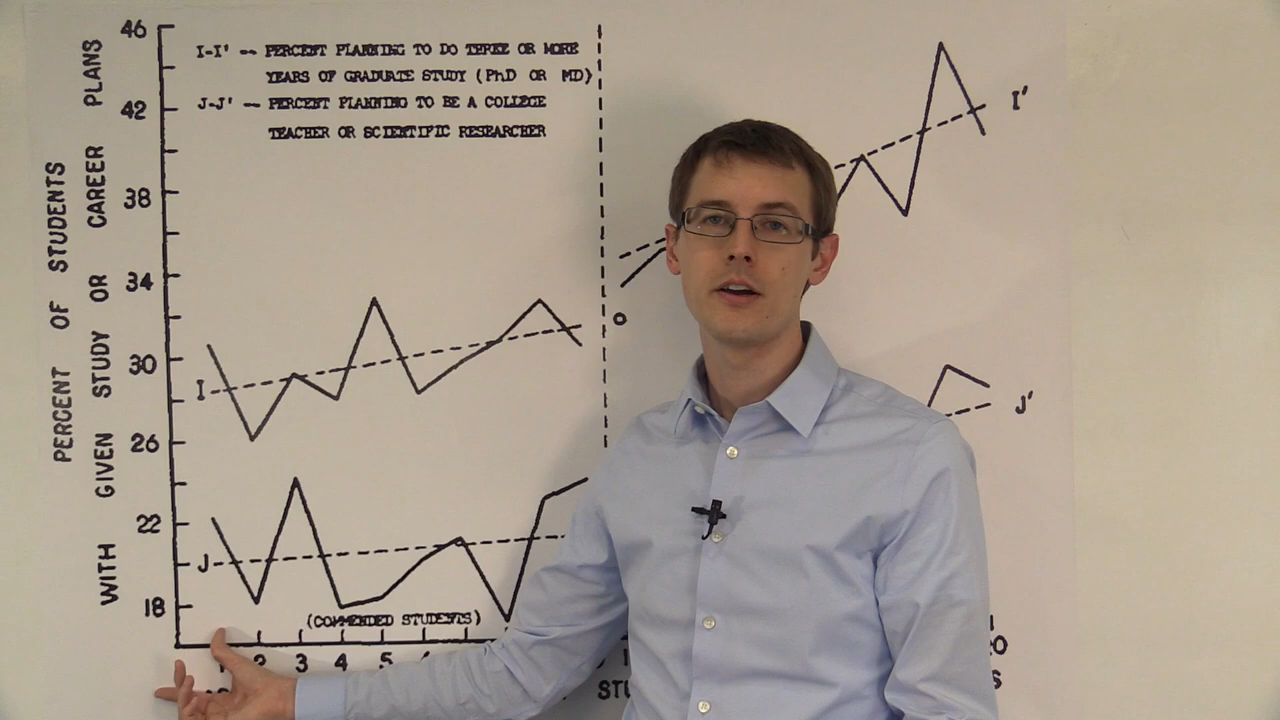 46
42
38
34
30
26
22
18
PERCENT OF STUDENTS
WITH GIVEN STUDY OR CAREER PLANS
I-I' -- PERCENT PLANNING TO DO THREE OR MORE
YEARS OF GRADUATE STUDY (PhD OR MD)
J-J' -- PERCENT PLANNING TO BE A COLLEGE
TEACHER OR SCIENTIFIC RESEARCHER
I
I'
J
J'
(COMMENDED STUDENTS)
1 2 3 4 5